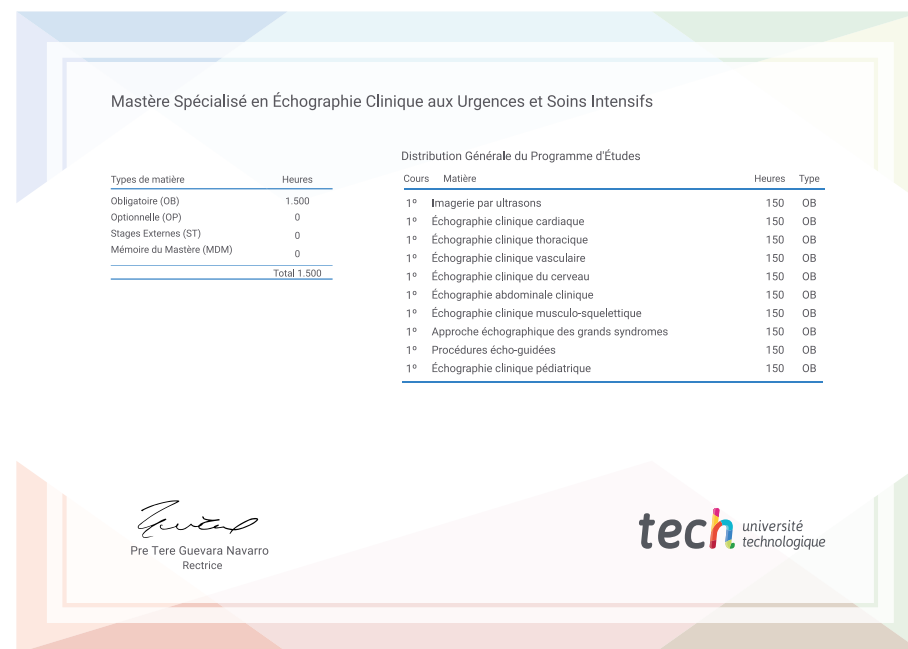 Mastère Spécialisé en Échographie Clinique aux Urgences et Soins Intensifs
Types de matière Heures
Obligatoire (OB) 1.500
Optionnelle (OP) 0
Stages Externes (ST) 0
Mémoire du Mastère (MDM) 0
Total 1.500
Distribution Générale du Programme d'Études
Cours Matière Heures Type
1º Imagerie par ultrasons 150 OB
1º Échographie clinique cardiaque 150 OB
1º Échographie clinique thoracique 150 OB
1º Échographie clinique vasculaire 150 OB
1º Échographie clinique du cerveau 150 OB
1º Échographie abdominale clinique 150 OB
1º Échographie clinique musculo-squelettique 150 OB
1º Approche échographique des grands syndromes 150 OB
1º Procédures écho-guidées 150 OB
1º Échographie clinique pédiatrique 150 OB
Pre Tere Guevara Navarro
Rectrice
tech université
technologique